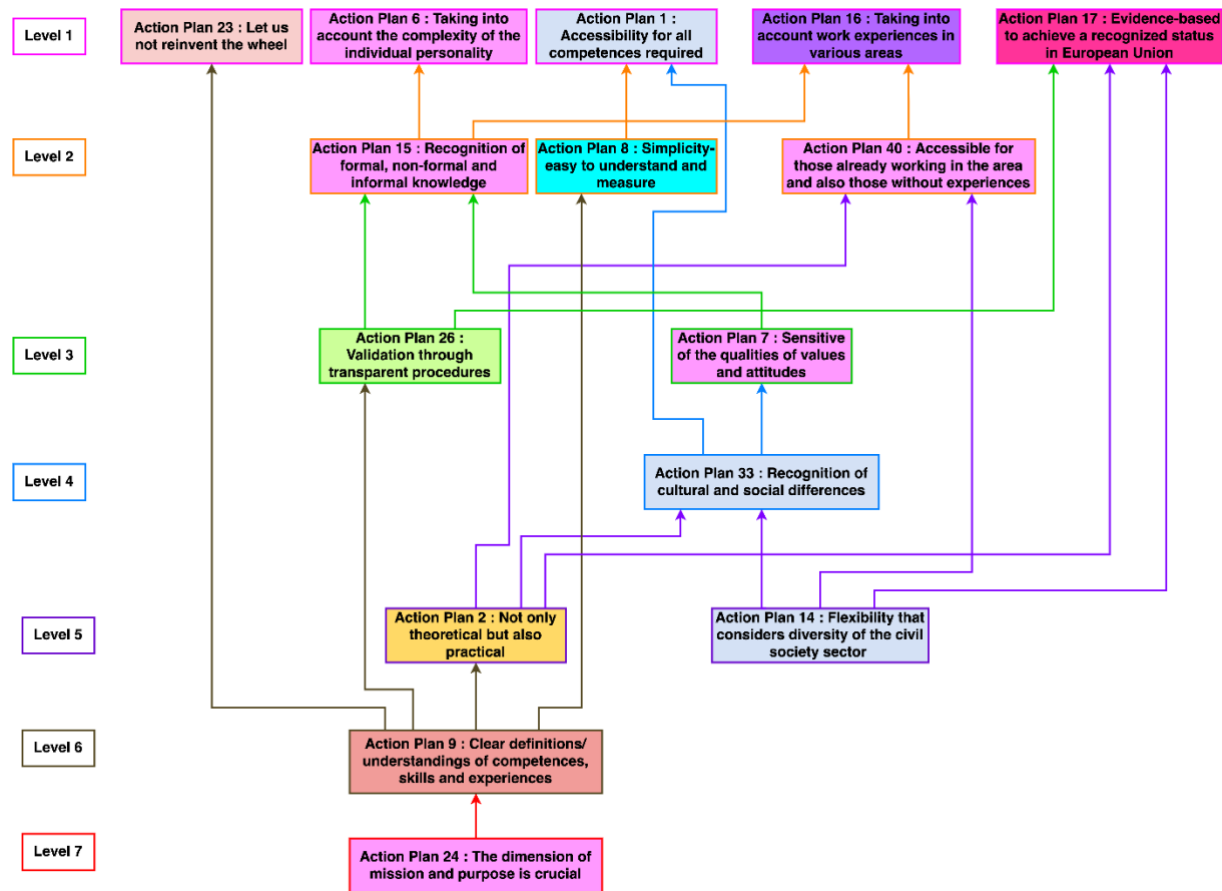 Level 1
Action Plan 23 : Let us
not reinvent the wheel
Action Plan 6 : Taking into
account the complexity of the
individual personality
Action Plan 1 :
Accessibility for all
competences required
Action Plan 16 : Taking into
account work experiences in
various areas
Action Plan 17 : Evidence-based
to achieve a recognized status
in European Union
Level 2
Action Plan 15 : Recognition of
formal, non-formal and
informal knowledge
Action Plan 8 : Simplicity-
easy to understand and
measure
Action Plan 40 : Accessible for
those already working in the area
and also those without experiences
Level 3
Action Plan 26 :
Validation through
transparent procedures
Action Plan 7 : Sensitive
of the qualities of values
and attitudes
Level 4
Action Plan 33 : Recognition of
cultural and social differences
Level 5
Action Plan 2 : Not only
theoretical but also
practical
Action Plan 14 : Flexibility that
considers diversity of the civil
society sector
Level 6
Action Plan 9 : Clear definitions/
understandings of competences,
skills and experiences
Level 7
Action Plan 24 : The dimension of
mission and purpose is crucial